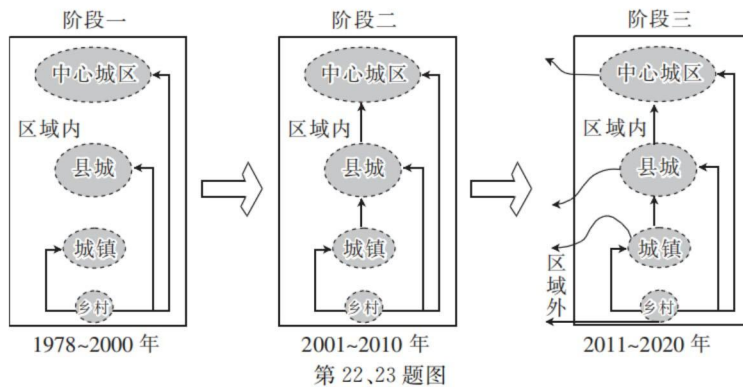 阶段一
中心城区
区域内
县城
城镇
乡村
1978~2000 年
阶段二
中心城区
区域内
县城
城镇
乡村
2001~2010 年
阶段三
中心城区
区域内
县城
城镇
区域外
乡村
2011~2020 年
第 22、23 题图